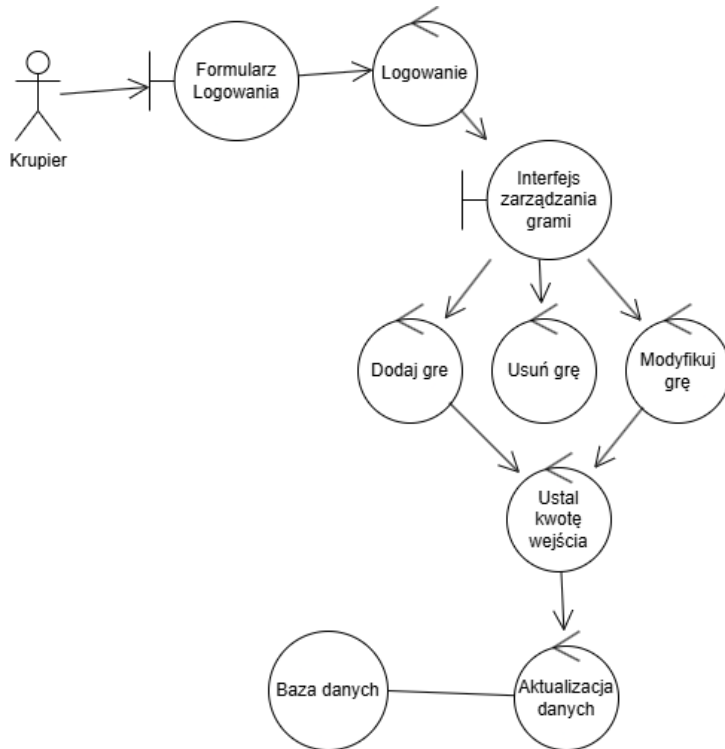 Formularz
Logowania
Logowanie
Krupier
Interfejs
zarządzania
grami
Dodaj gre
Usuń grę
Modyfikuj
grę
Ustal
kwotę
wejścia
Baza danych
Aktualizacja
danych